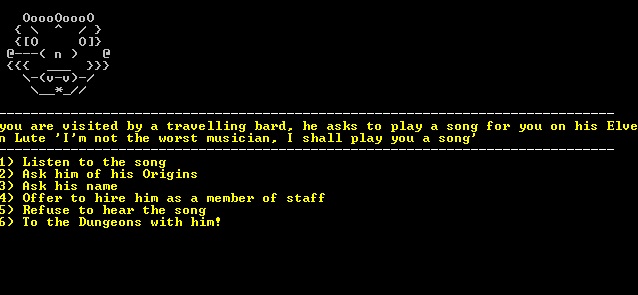 you are visited by a travelling bard, he asks to play a song for you on his Elve
n Lute 'I'm not the worst musician, I shall play you a song'
1) Listen to the song
2) Ask him of his Origins
3) Ask his name
4) Offer to hire him as a member of staff
5) Refuse to hear the song
6) To the Dungeons with him!